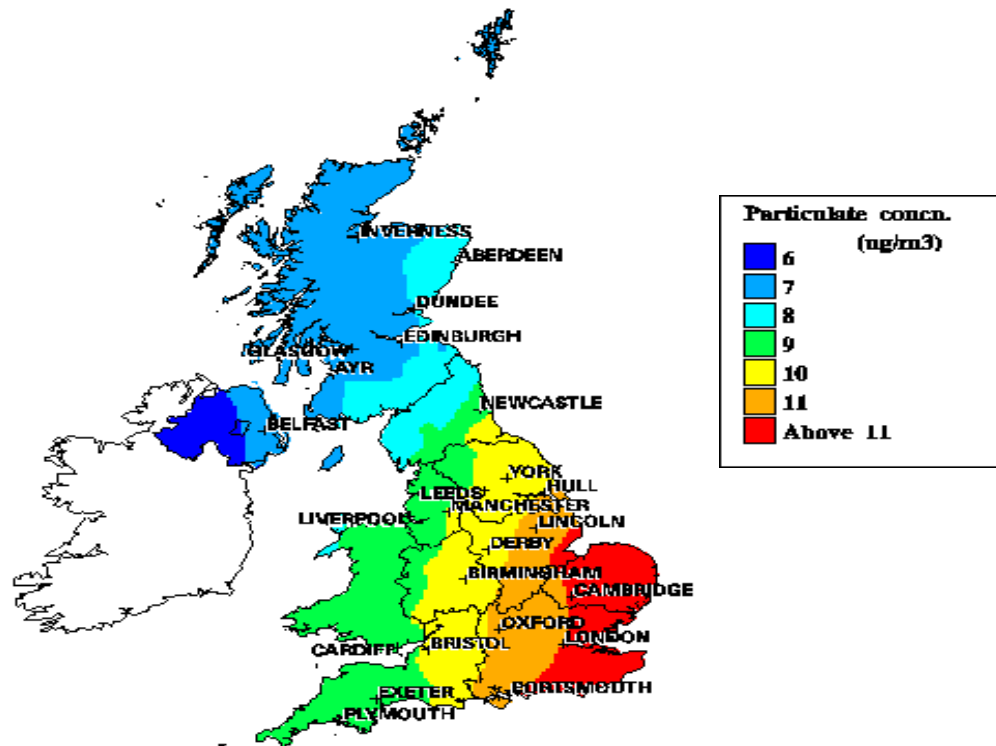 INVERNESS
ABERDEEN
DUNDEE
EDINBURGH
GLASGOW
AYR
NEWCASTLE
BELFAST
YORK
HULL
LEEDS
MANCHESTER
LIVERPOOL
LINCOLN
DERBY
BIRMINGHAM
CAMBRIDGE
OXFORD
LONDON
CARDIFF
BRISTOL
PORTSMOUTH
EXETER
PLYMOUTH
Particulate concn.
(ug/m3)
6
7
8
9
10
11
Above 11